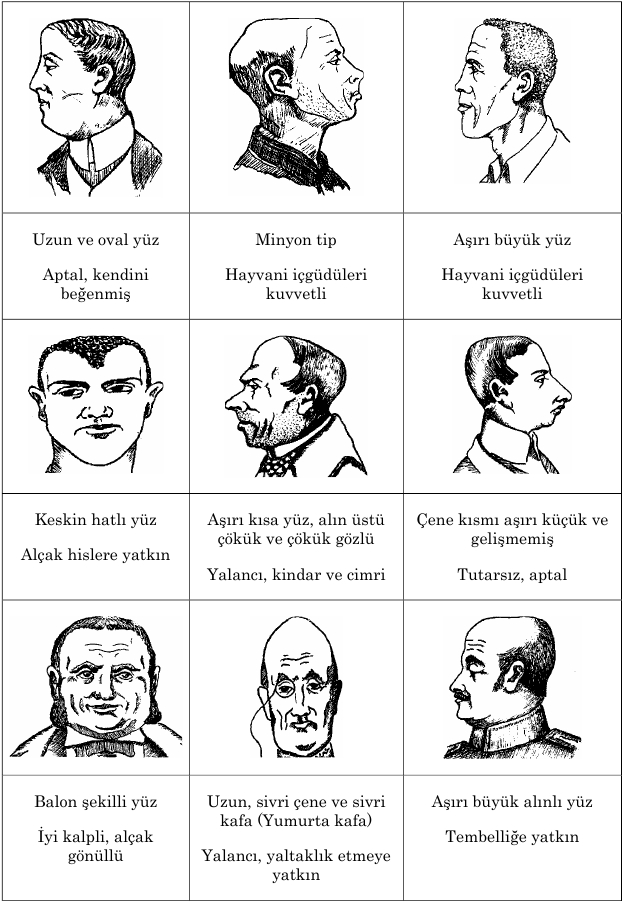 Uzun ve oval yüz
Aptal, kendini
beğenmiş
Minyon tip
Hayvani içgüdüleri
kuvvetli
Aşırı büyük yüz
Hayvani içgüdüleri
kuvvetli
Keskin hatlı yüz
Alçak hislere yatkın
Aşırı kısa yüz, alın üstü
çökük ve çökük gözlü
Yalancı, kindar ve cimri
Çene kısmı aşırı küçük ve
gelişmemiş
Tutarsız, aptal
Balon şekilli yüz
İyi kalpli, alçak
gönüllü
Uzun, sivri çene ve sivri
kafa (Yumurta kafa)
Yalancı, yaltaklık etmeye
yatkın
Aşırı büyük alınlı yüz
Tembelliğe yatkın